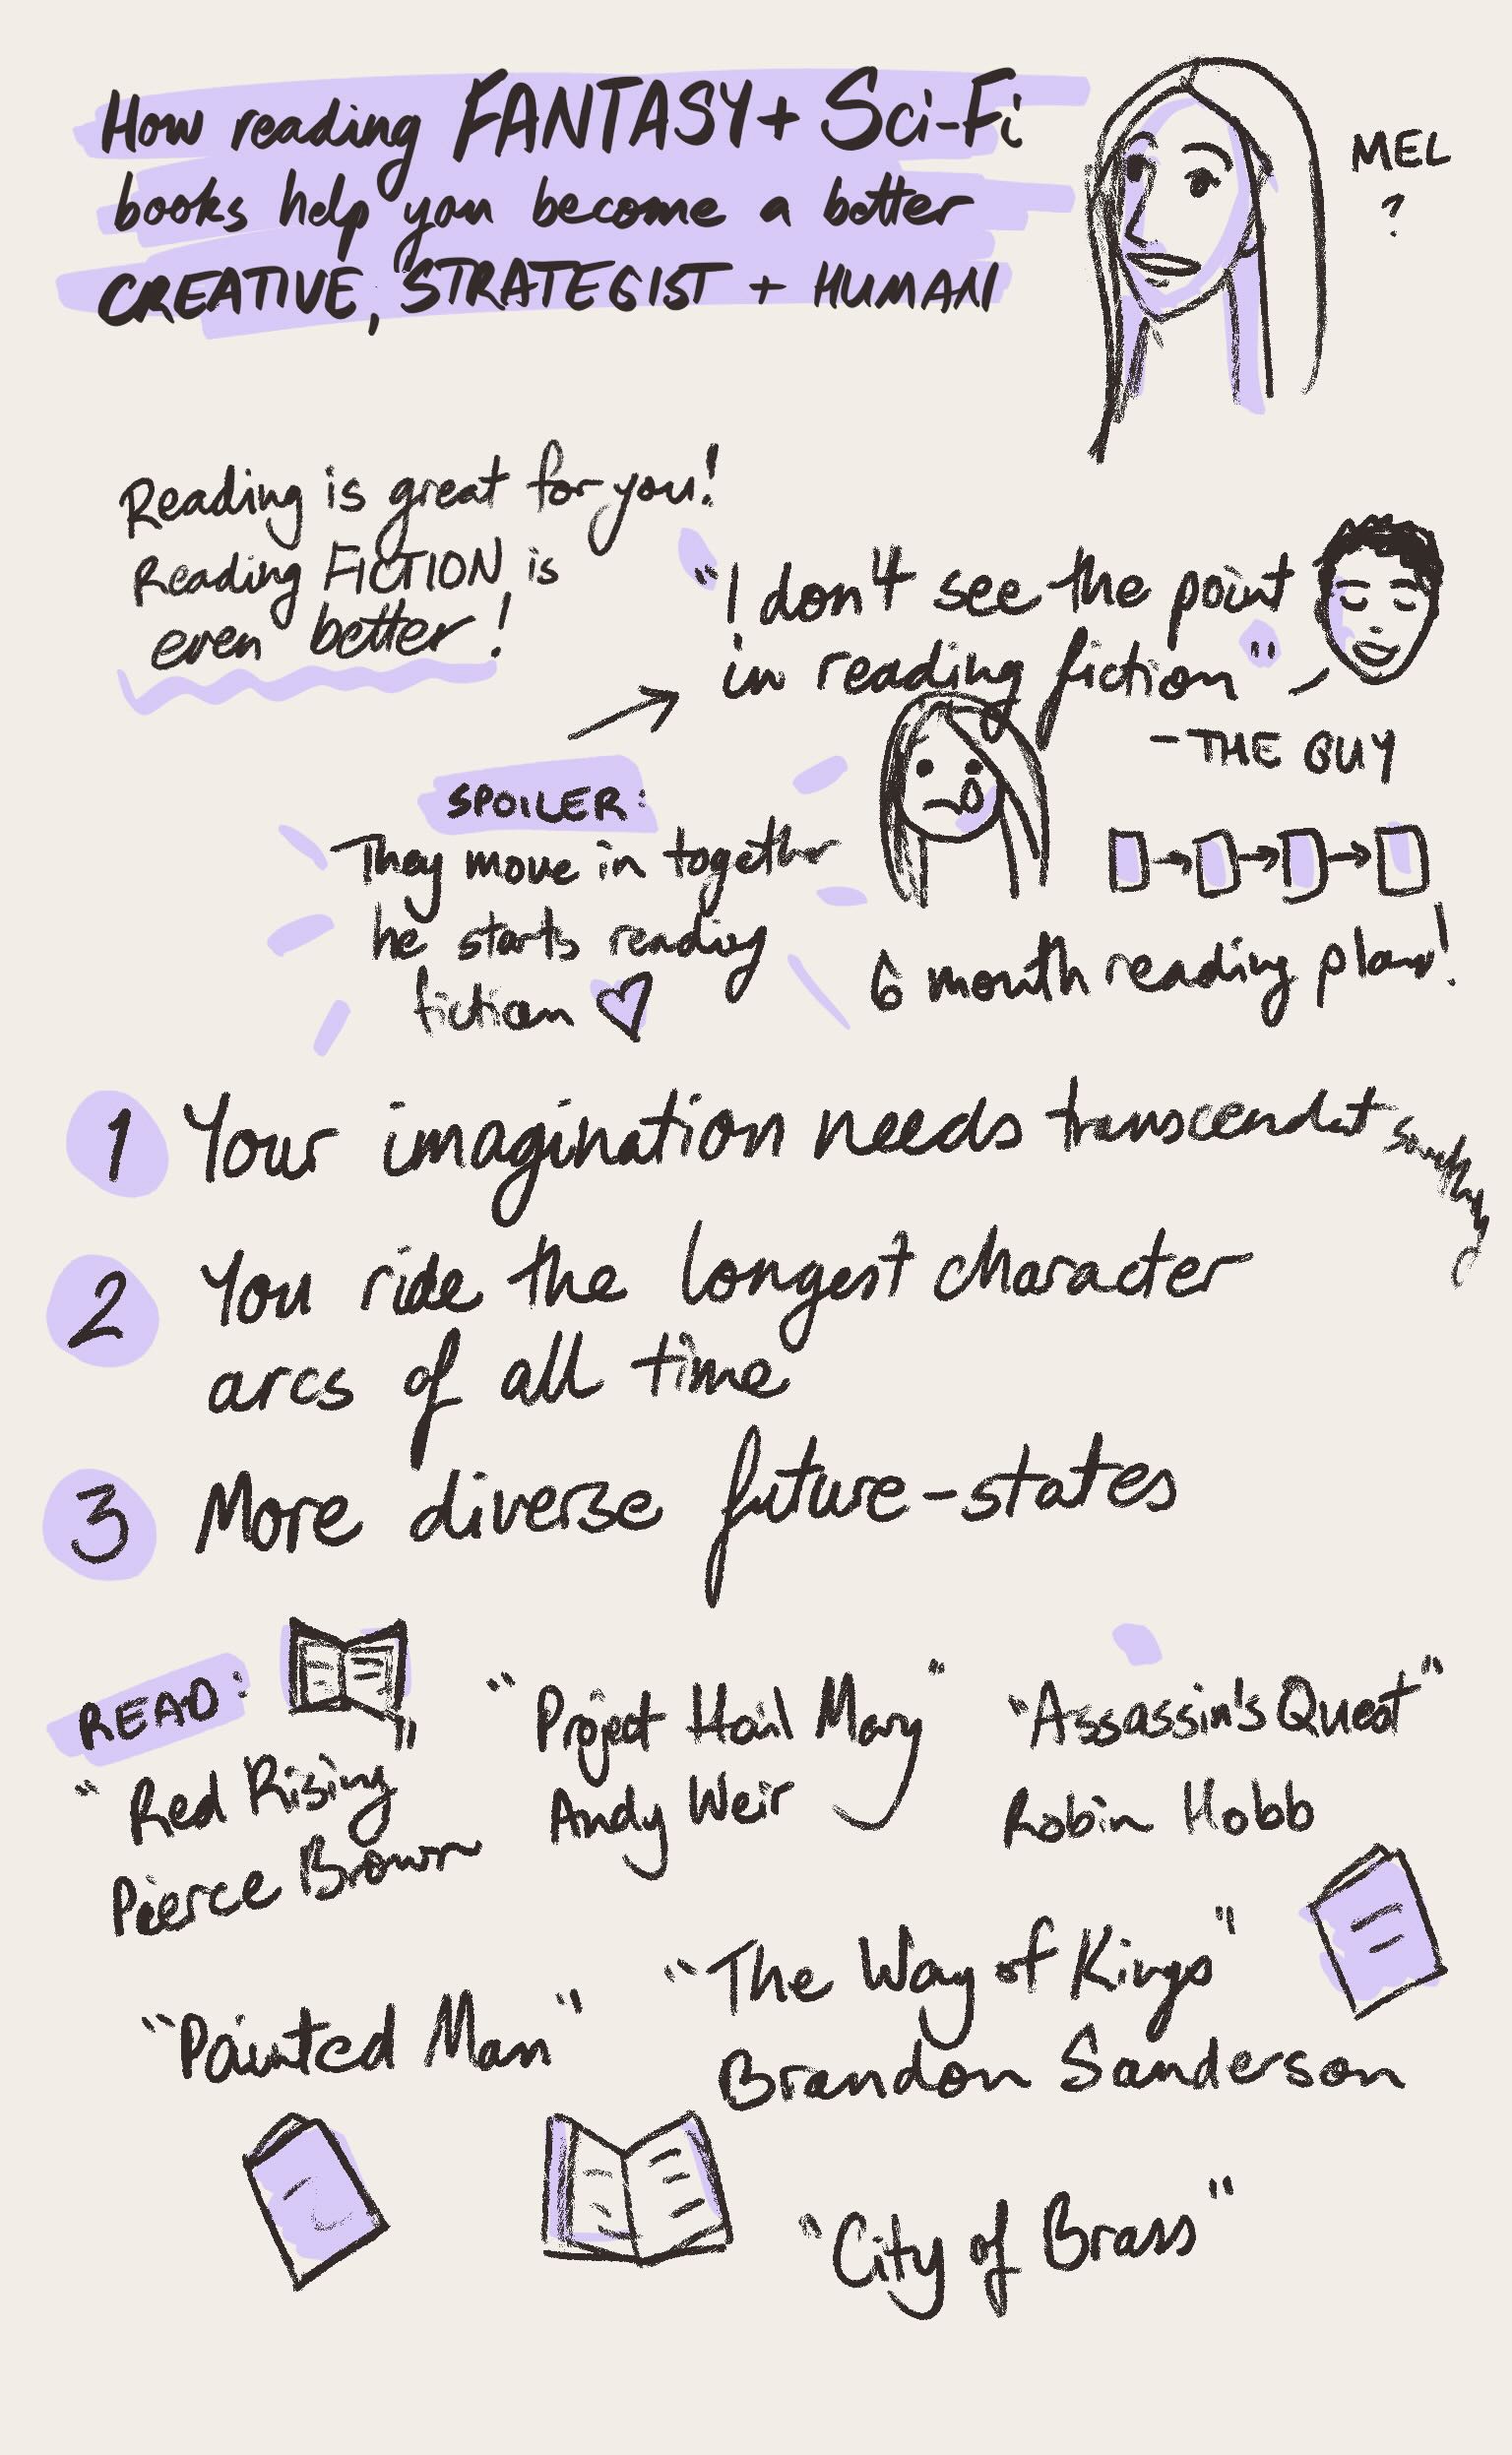 How reading FANTASY + Sci-Fi
books help you become a better
CREATIVE, STRATEGIST + HUMAN
MEL
?
Reading is great for you!
Reading FICTION is
even better!
"I don't see the point
in reading fiction"
- THE GUY
SPOILER:
They move in together
he starts reading
fiction
6 month reading plan!
1 Your imagination needs transcendat
2 You ride the longest character
arcs of all time
3 More diverse future-states
READ:
"Red Rising"
Pierce Brown
"Project Hail Mary"
Andy Weir
"Assassin's Quest"
Robin Hobb
"Painted Man"
"The Way of Kings"
Brandon Sanderson
"City of Brass"